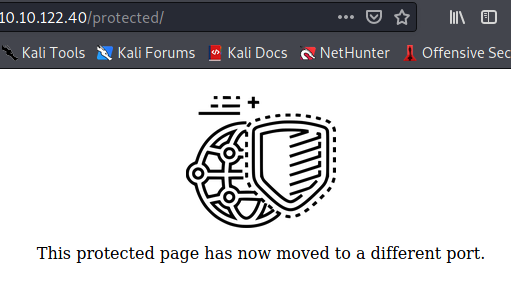 10.10.122.40/protected/
Kali Tools Kali Forums Kali Docs NetHunter Offensive Sec
This protected page has now moved to a different port.